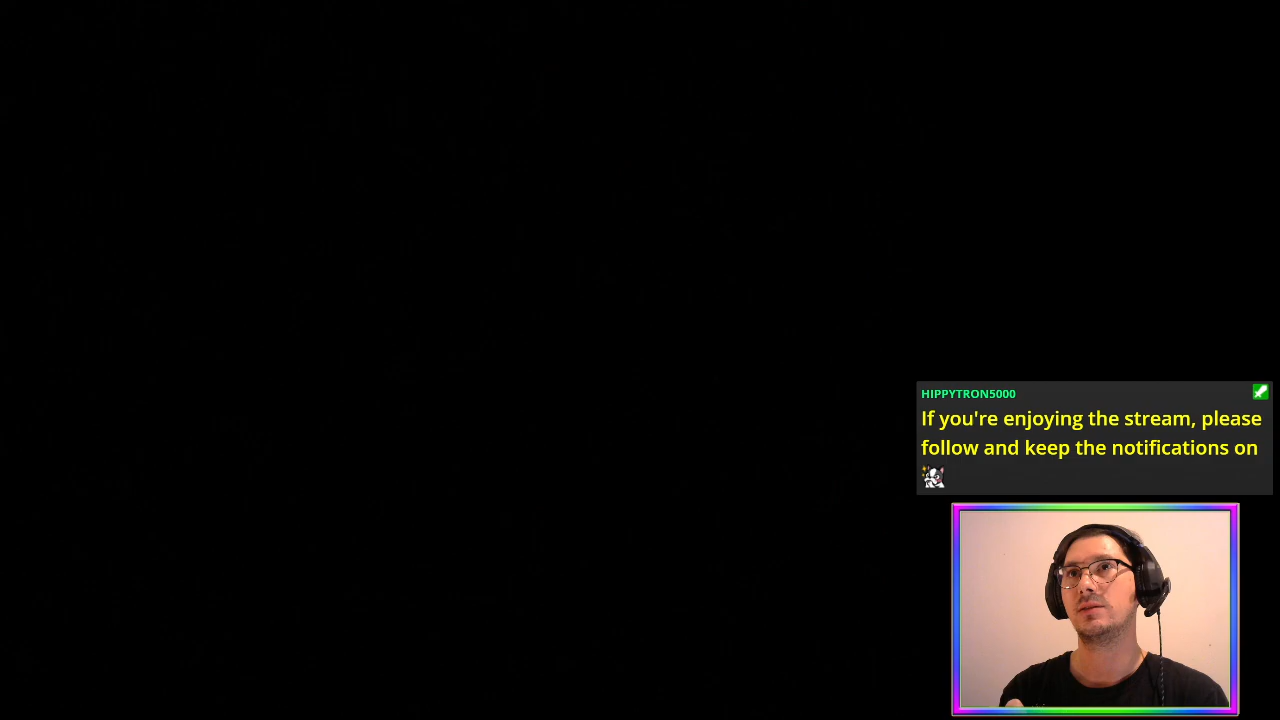 HIPPYTRON5000
If you're enjoying the stream, please
follow and keep the notifications on